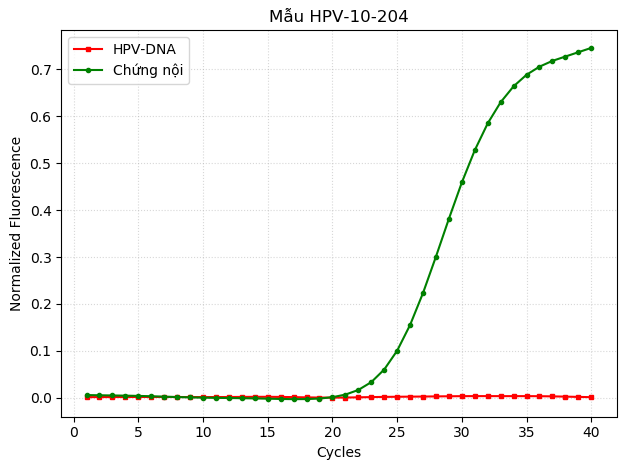 Mẫu HPV-10-204
HPV-DNA
Chứng nội
Normalized Fluorescence
0.7
0.6
0.5
0.4
0.3
0.2
0.1
0.0
0 5 10 15 20 25 30 35 40
Cycles